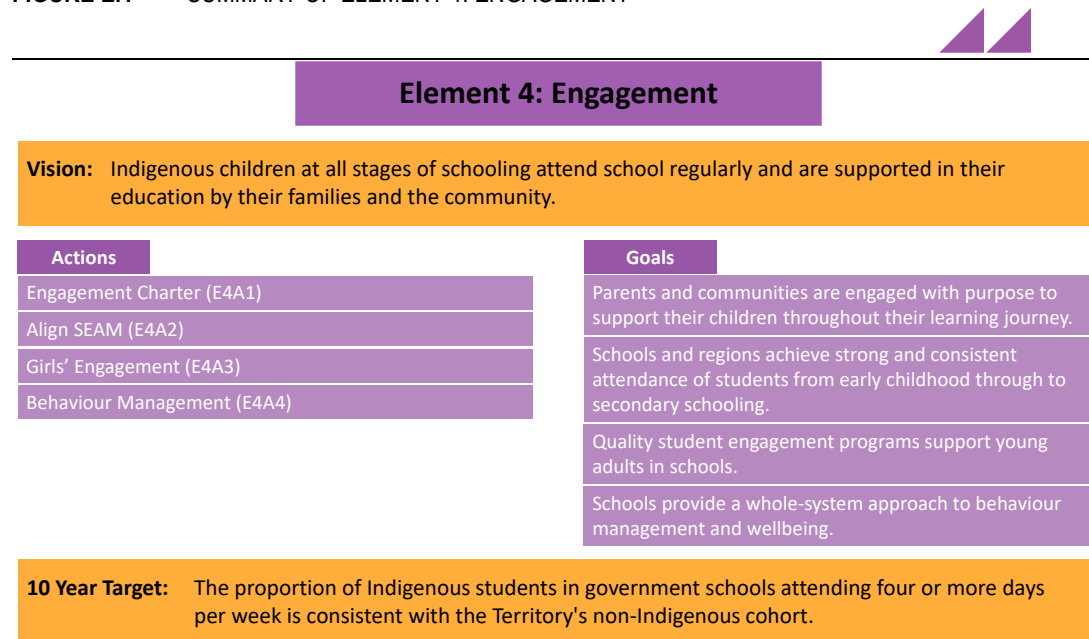 Element 4: Engagement
Vision: Indigenous children at all stages of schooling attend school regularly and are supported in their
education by their families and the community.
Actions
Engagement Charter (E4A1)
Align SEAM (E4A2)
Girls' Engagement (E4A3)
Behaviour Management (E4A4)
Goals
Parents and communities are engaged with purpose to
support their children throughout their learning journey.
Schools and regions achieve strong and consistent
attendance of students from early childhood through to
secondary schooling.
Quality student engagement programs support young
adults in schools.
Schools provide a whole-system approach to behaviour
management and wellbeing.
10 Year Target: The proportion of Indigenous students in government schools attending four or more days
per week is consistent with the Territory's non-Indigenous cohort.